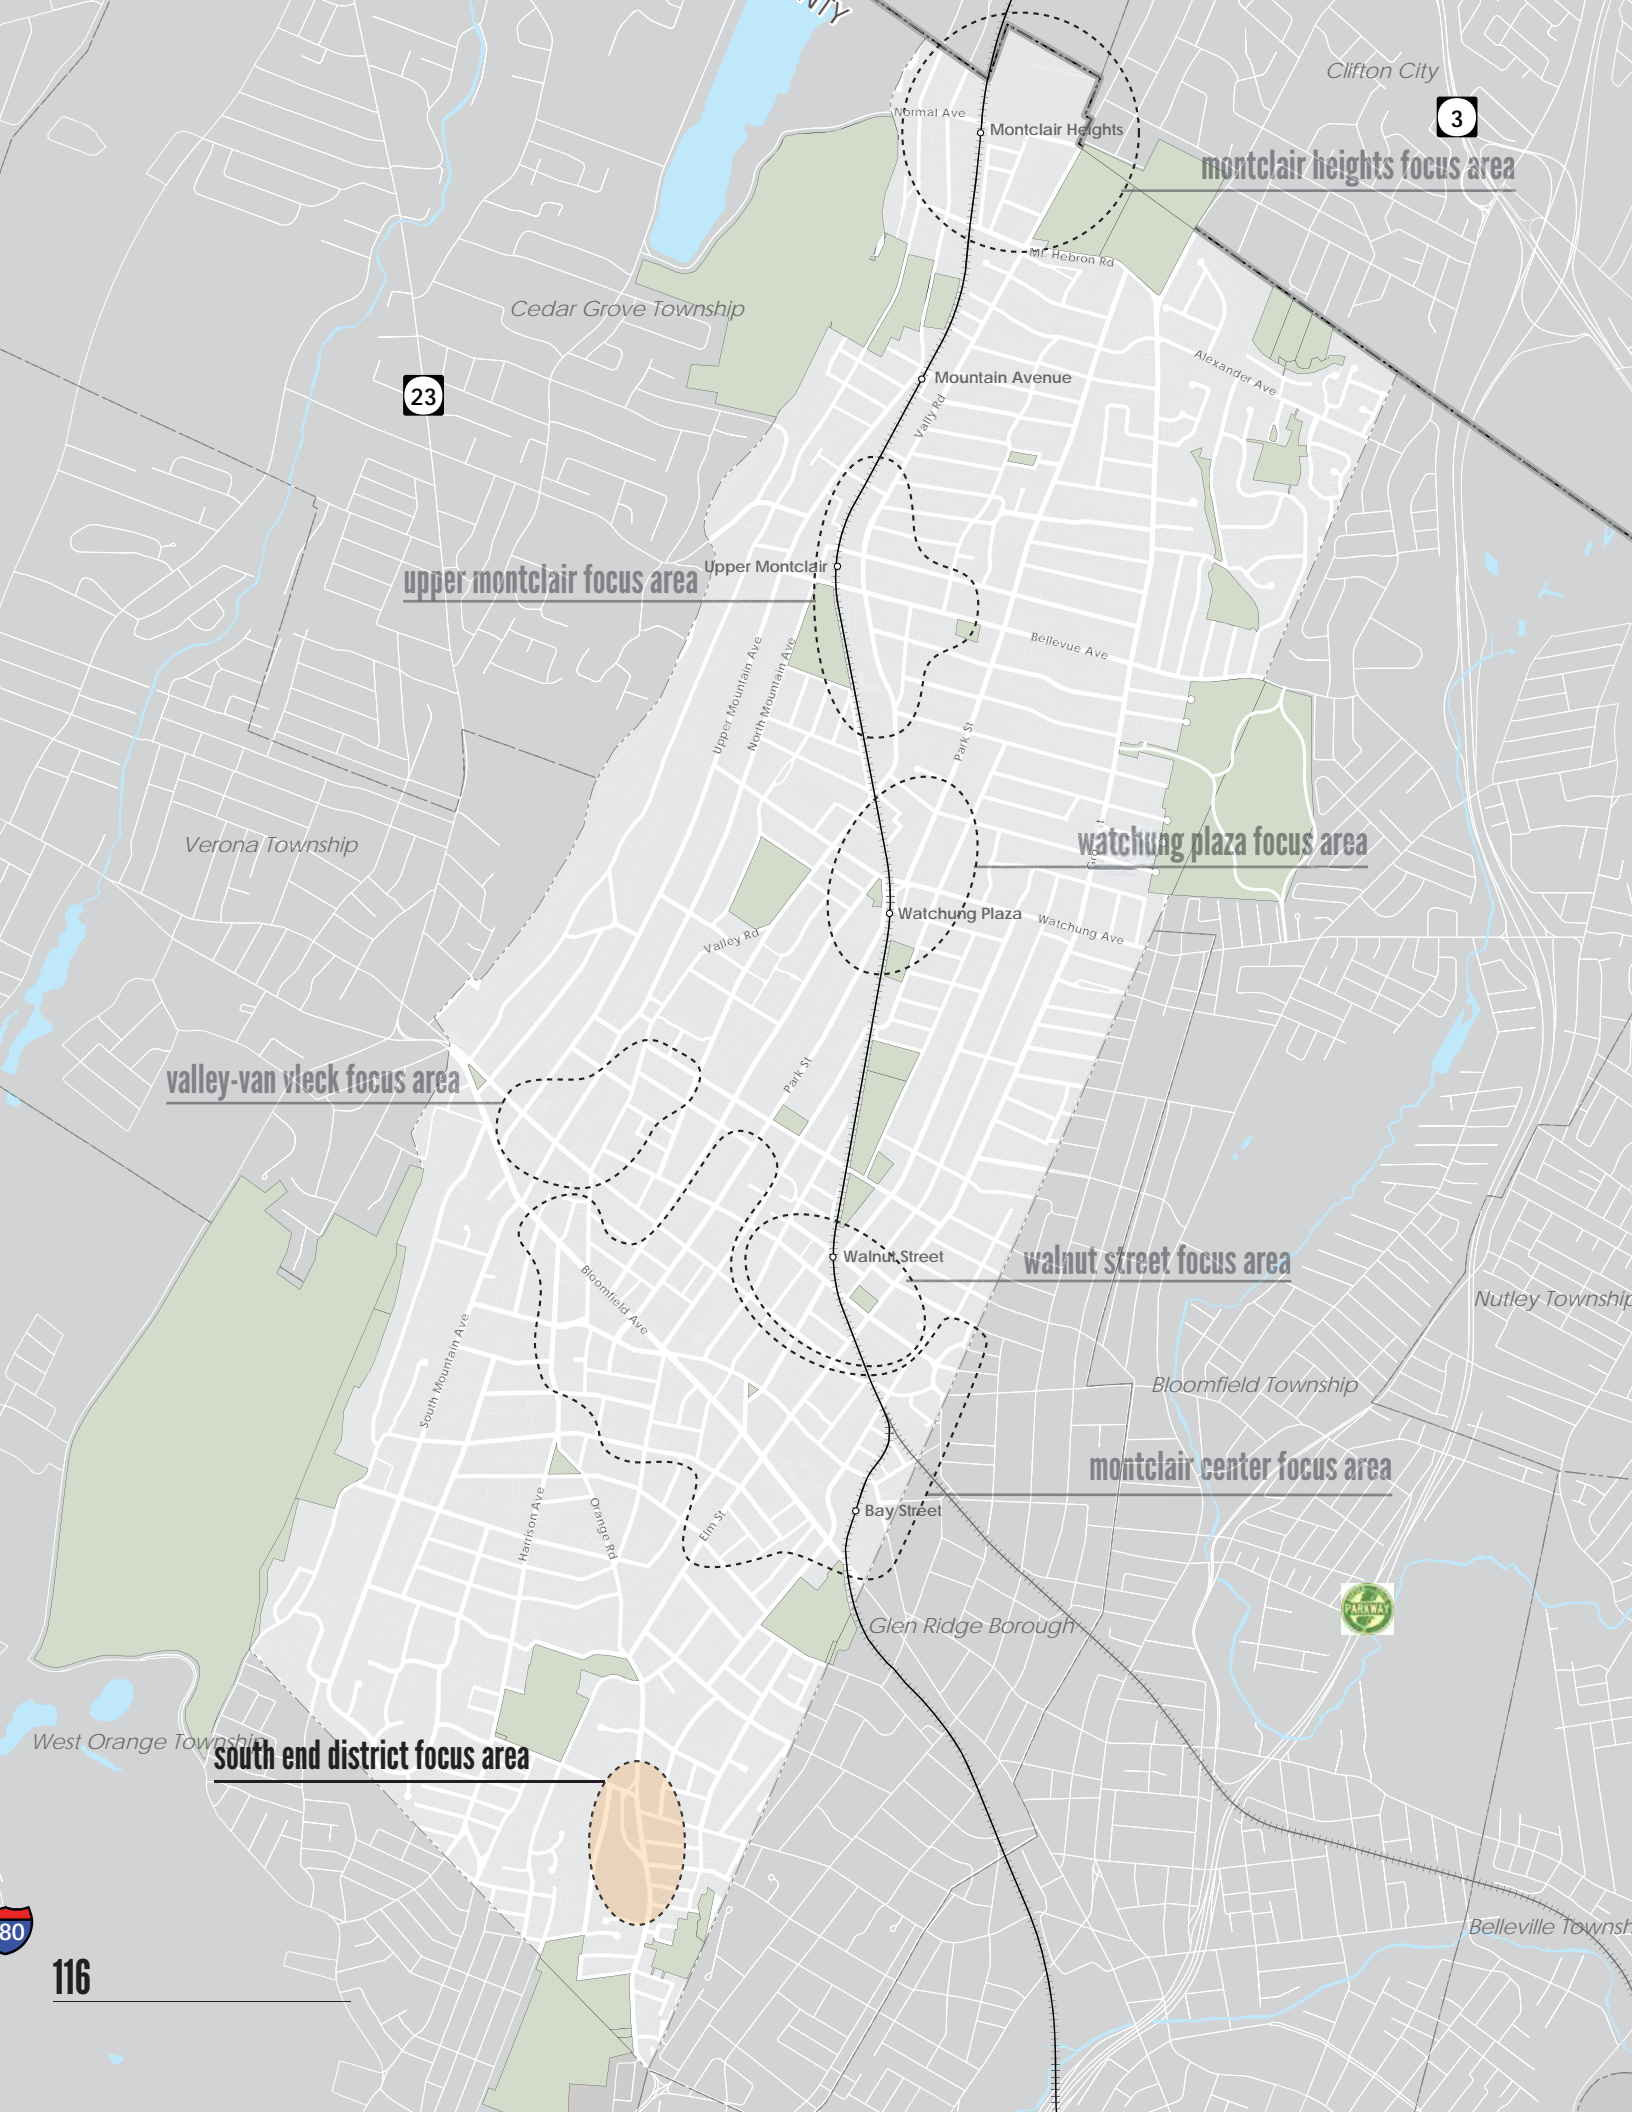 NTY
Clifton City
3
Normal Ave
Montclair Heights
montclair heights focus area
Mt. Hebron Rd
Cedar Grove Township
Alexander Ave
Mountain Avenue
23
Vally Rd
Upper Montclair
upper montclair focus area
Bellevue Ave
Upper Mountain Ave
North Mountain Ave
Park St
watchung plaza focus area
Verona Township
Watchung Plaza
Watchung Ave
Valley Rd
Park St
valley-van vleck focus area
Walnut Street
walnut street focus area
Bloomfield Ave
Nutley Township
South Mountain Ave
Bloomfield Township
montclair center focus area
Bay Street
Harrison Ave
Orange Rd
Elm St
PARKWAY
Glen Ridge Borough
West Orange Township
south end district focus area
80
Belleville Townsh
116